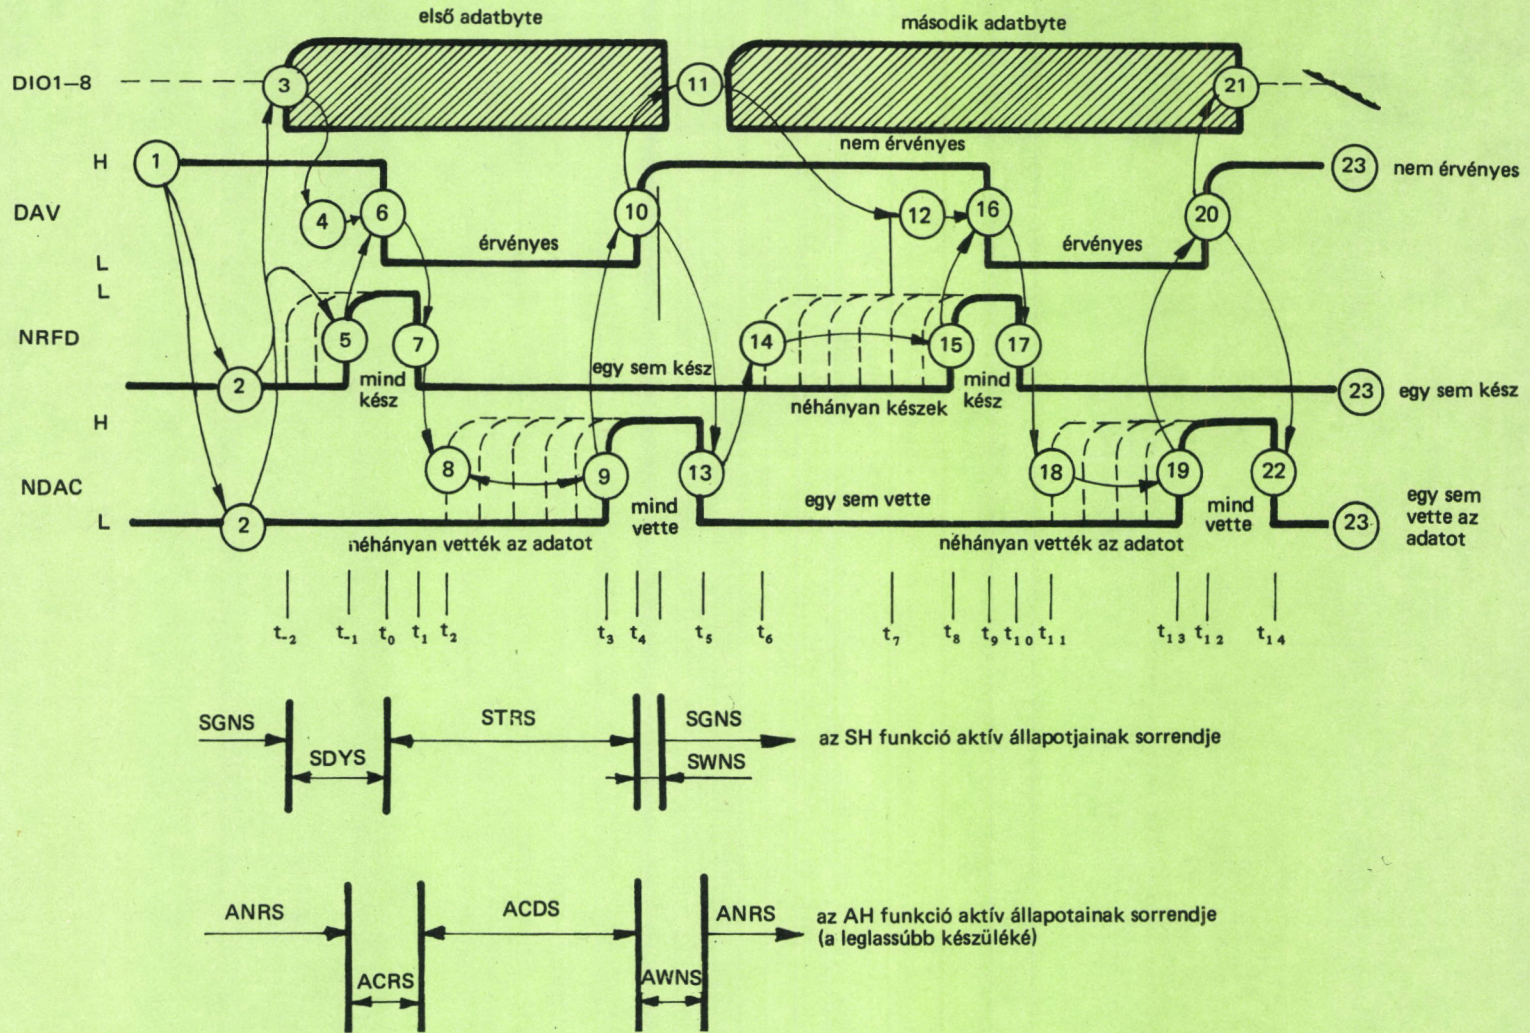 első adatbyte
második adatbyte
DIO1–8
3
11
21
nem érvényes
H
1
23
nem érvényes
DAV
4
6
10
12
16
20
érvényes
érvényes
L
L
NRFD
5
7
14
15
17
egy sem kész
2
mind
kész
néhányan készek
mind
kész
23
egy sem kész
H
NDAC
8
9
13
18
19
22
mind
vette
egy sem vette
mind
vette
egy sem
vette az
adatot
L
2
23
néhányan vették az adatot
néhányan vették az adatot
t₋₂
t₋₁
t₀
t₁
t₂
t₃
t₄
t₅
t₆
t₇
t₈
t₉
t₁₀
t₁₁
t₁₃
t₁₂
t₁₄
SGNS
STRS
SGNS
az SH funkció aktív állapotjainak sorrendje
SDYS
SWNS
ANRS
ACDS
ANRS
az AH funkció aktív állapotainak sorrendje
(a leglassúbb készüléké)
ACRS
AWNS